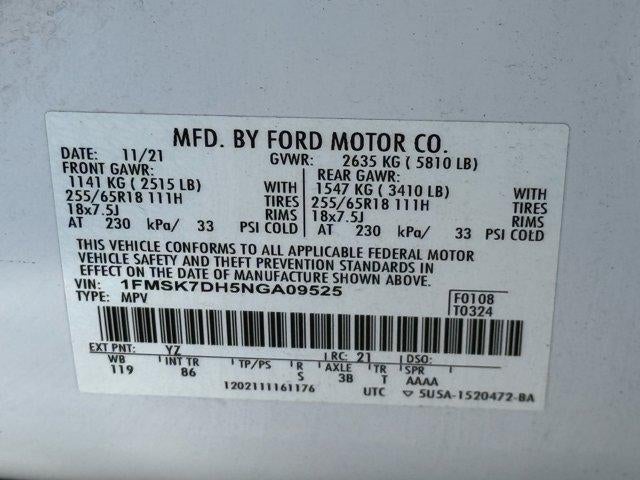 MFD. BY FORD MOTOR CO.
DATE: 11/21 GVWR: 2635 KG ( 5810 LB)
FRONT GAWR: REAR GAWR:
1141 KG ( 2515 LB) WITH 1547 KG ( 3410 LB) WITH
255/65R18 111H TIRES 255/65R18 111H TIRES
18x7.5J RIMS 18x7.5J RIMS
AT 230 kPa/ 33 PSI COLD AT 230 kPa/ 33 PSI COLD
THIS VEHICLE CONFORMS TO ALL APPLICABLE FEDERAL MOTOR
VEHICLE SAFETY AND THEFT PREVENTION STANDARDS IN
EFFECT ON THE DATE OF MANUFACTURE SHOWN ABOVE.
VIN: 1FMSK7DH5NGA09525
TYPE: MPV F0108
T0324
EXT PNT: YZ RC: 21 DSO:
WB INT TR TP/PS R AXLE TR SPR
119 86 S 3B T AAAA
1202111161176 UTC 5U5A-1520472-BA